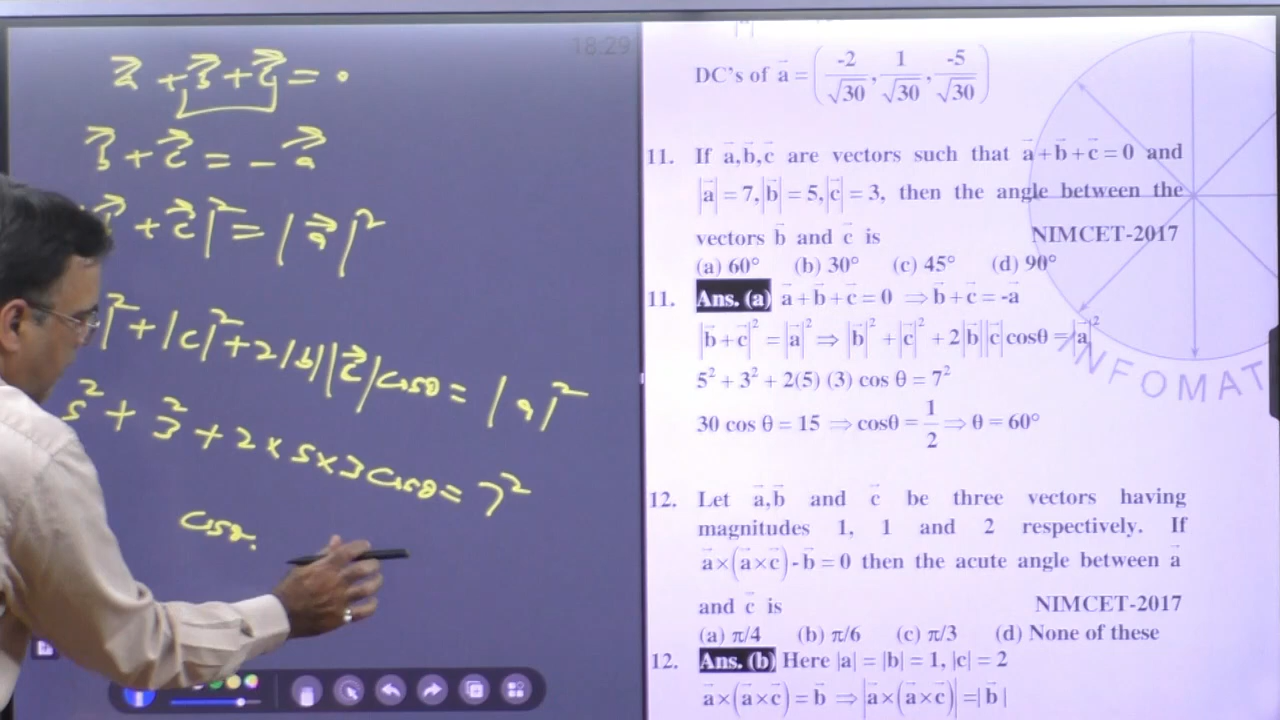 18:29
a⃗ + b⃗ + c⃗ = 0
b⃗ + c⃗ = - a⃗
b⃗ + c⃗|² = |a⃗|²
|² + |c|² + 2|b||c⃗|cosθ = |a|²
5² + 3² + 2×5×3cosθ = 7²
cosθ.
DC's of a⃗ = (-2/√30, 1/√30, -5/√30)
11. If a⃗,b⃗,c⃗ are vectors such that a⃗+b⃗+c⃗=0 and
|a⃗|=7,|b⃗|=5,|c⃗|=3, then the angle between the
vectors b⃗ and c⃗ is NIMCET-2017
(a) 60° (b) 30° (c) 45° (d) 90°
11. Ans. (a) a⃗+b⃗+c⃗=0 ⇒b⃗+c⃗=-a⃗
|b⃗+c⃗|²=|a⃗|²⇒|b⃗|²+|c⃗|²+2|b⃗||c⃗|cosθ=|a⃗|²
5² + 3² + 2(5) (3) cos θ = 7²
30 cos θ = 15 ⇒cosθ=1/2⇒θ = 60°
INFOMAT
12. Let a⃗,b⃗ and c⃗ be three vectors having
magnitudes 1, 1 and 2 respectively. If
a⃗×(a⃗×c⃗)-b⃗=0 then the acute angle between a⃗
and c⃗ is NIMCET-2017
(a) π/4 (b) π/6 (c) π/3 (d) None of these
12. Ans. (b) Here |a| = |b| = 1, |c| = 2
a⃗×(a⃗×c⃗)=b⃗ ⇒|a⃗×(a⃗×c⃗)|=|b⃗|